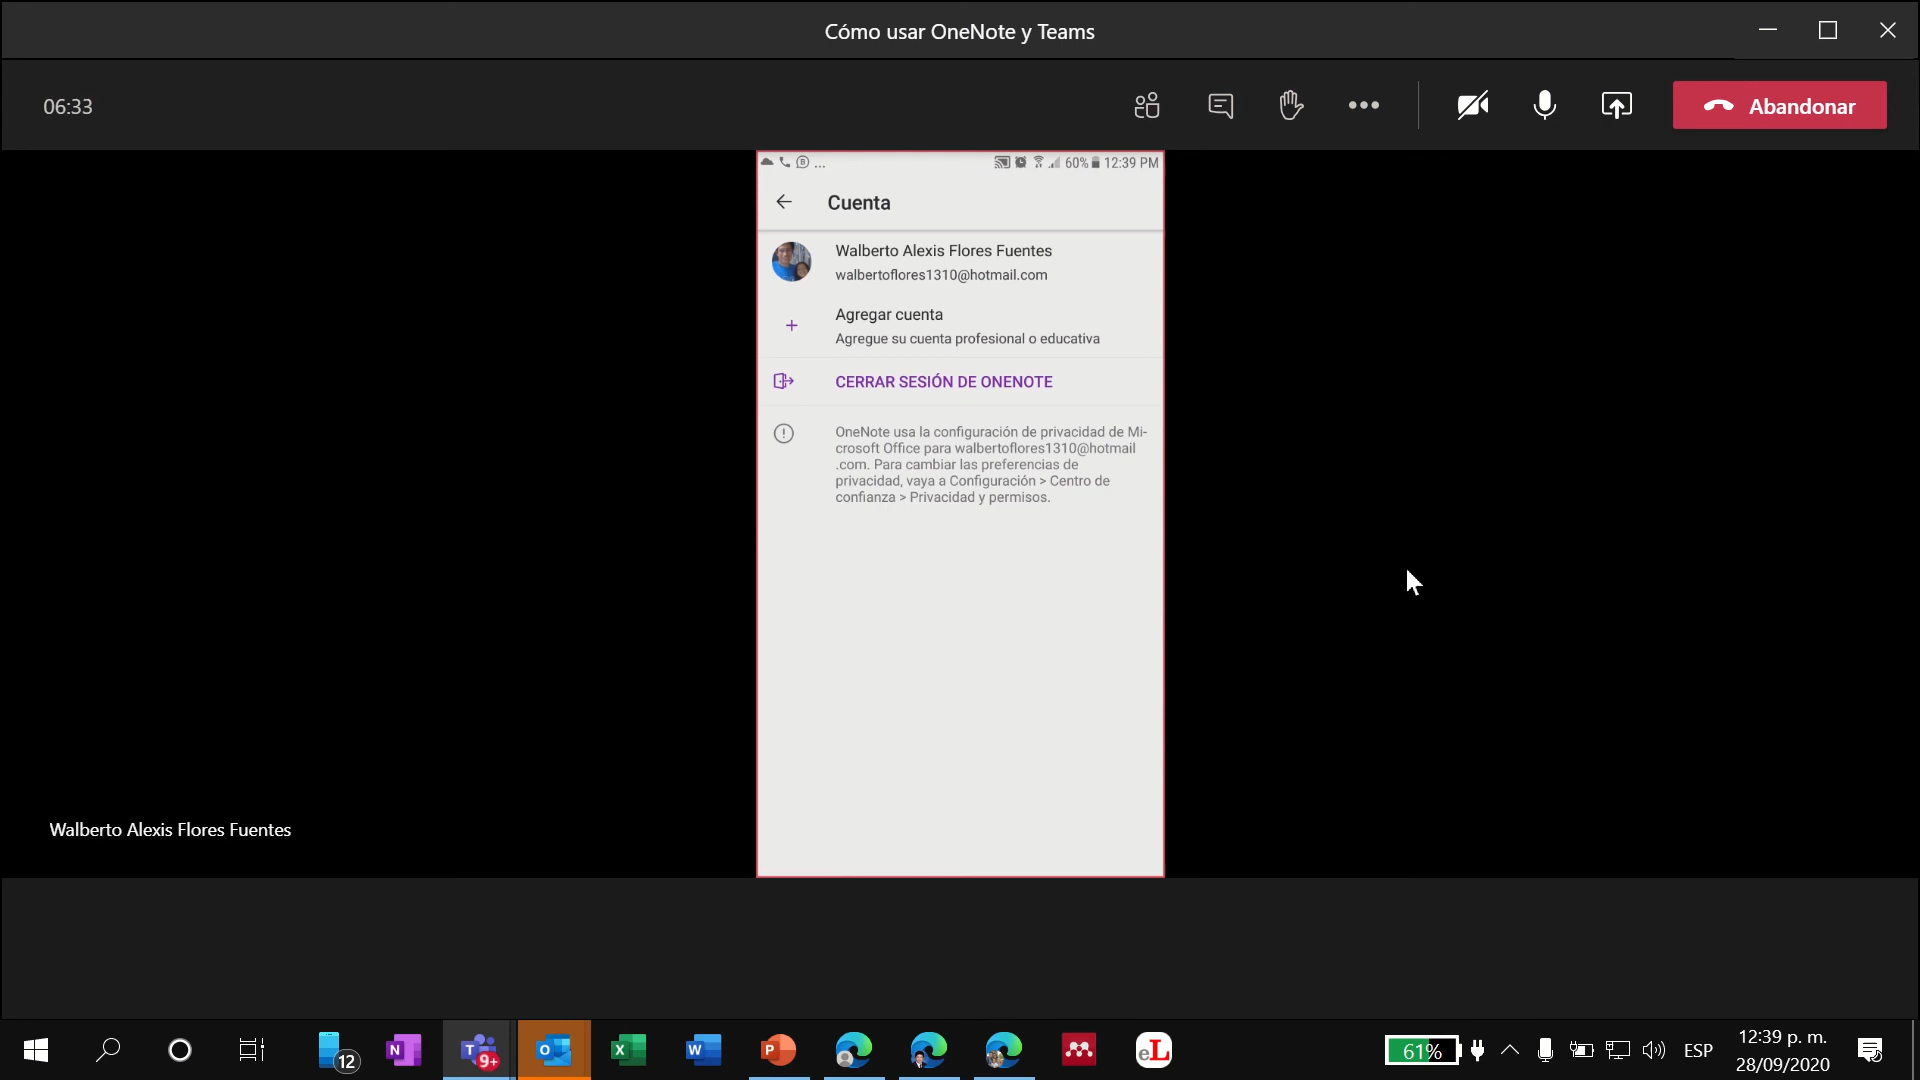 Cómo usar OneNote y Teams
06:33
Abandonar
... 60% 12:39 PM
Cuenta
Walberto Alexis Flores Fuentes
walbertoflores1310@hotmail.com
Agregar cuenta
Agregue su cuenta profesional o educativa
CERRAR SESIÓN DE ONENOTE
OneNote usa la configuración de privacidad de Mi-
crosoft Office para walbertoflores1310@hotmail
.com. Para cambiar las preferencias de
privacidad, vaya a Configuración > Centro de
confianza > Privacidad y permisos.
Walberto Alexis Flores Fuentes
12 N T 9+ O X W P eL 61% ESP 12:39 p. m.
28/09/2020